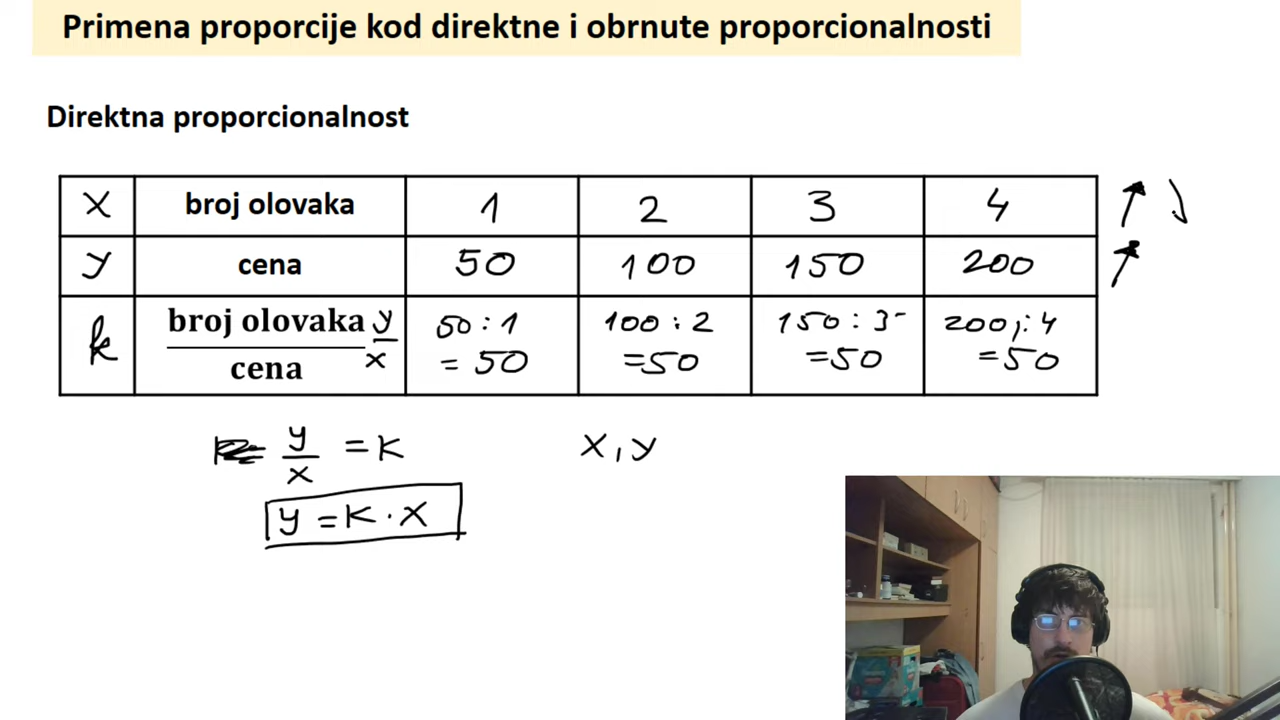 Primena proporcije kod direktne i obrnute proporcionalnosti
Direktna proporcionalnost
x broj olovaka 1 2 3 4
y cena 50 100 150 200
k broj olovaka y 50 : 1 100 : 2 150 : 3 200 : 4
cena x = 50 =50 =50 =50
y = k x, y
x
y = k · x